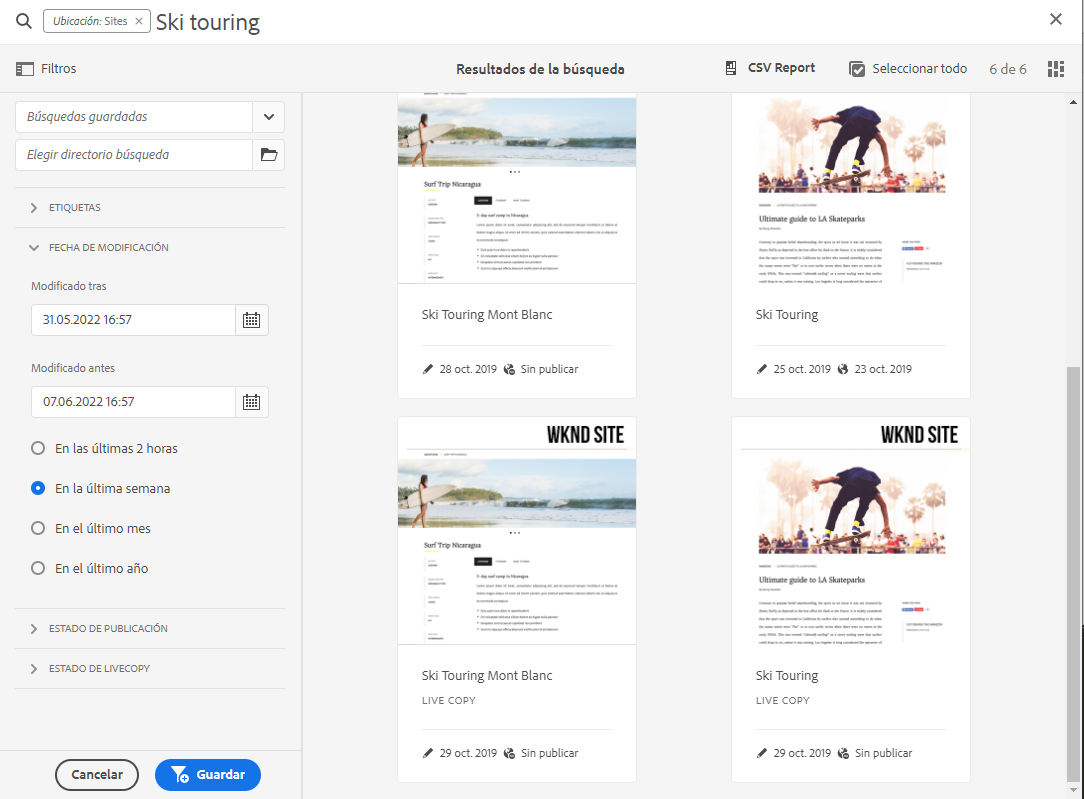 Ubicación: Sites × Ski touring
Filtros
Resultados de la búsqueda
CSV Report
Seleccionar todo
6 de 6
Búsquedas guardadas
Elegir directorio búsqueda
ETIQUETAS
FECHA DE MODIFICACIÓN
Modificado tras
31.05.2022 16:57
Modificado antes
07.06.2022 16:57
En las últimas 2 horas
En la última semana
En el último mes
En el último año
ESTADO DE PUBLICACIÓN
ESTADO DE LIVECOPY
Cancelar
Guardar
Surf Trip Nicaragua
5-day surf camp in Nicaragua
Ski Touring Mont Blanc
28 oct. 2019 Sin publicar
Ultimate guide to LA Skateparks
Ski Touring
25 oct. 2019 23 oct. 2019
WKND SITE
Surf Trip Nicaragua
5-day surf camp in Nicaragua
Ski Touring Mont Blanc
LIVE COPY
29 oct. 2019 Sin publicar
WKND SITE
Ultimate guide to LA Skateparks
Ski Touring
LIVE COPY
29 oct. 2019 Sin publicar